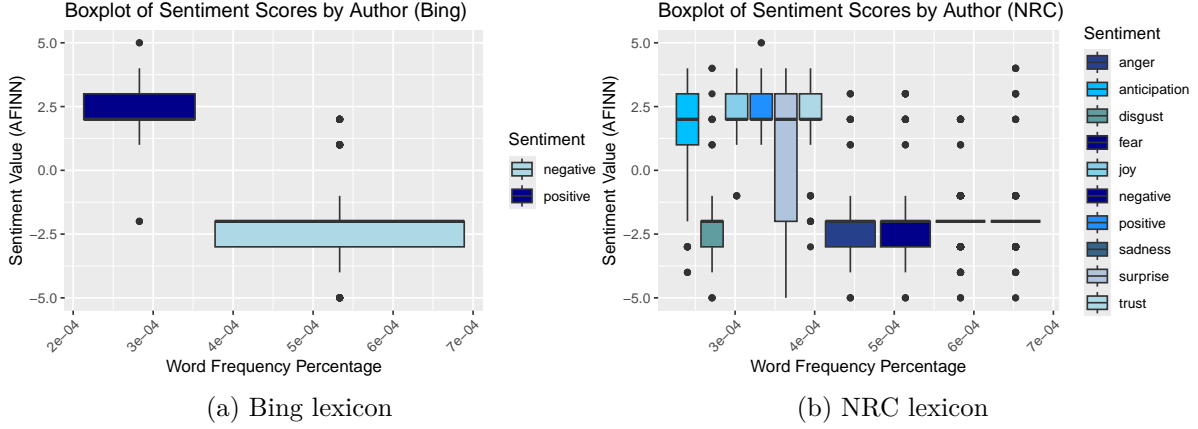 Boxplot of Sentiment Scores by Author (Bing)
5.0
2.5
0.0
−2.5
−5.0
Sentiment Value (AFINN)
2e−04
3e−04
4e−04
5e−04
6e−04
7e−04
Word Frequency Percentage
Sentiment
negative
positive
(a) Bing lexicon
Boxplot of Sentiment Scores by Author (NRC)
5.0
2.5
0.0
−2.5
−5.0
Sentiment Value (AFINN)
3e−04
4e−04
5e−04
6e−04
7e−04
Word Frequency Percentage
Sentiment
anger
anticipation
disgust
fear
joy
negative
positive
sadness
surprise
trust
(b) NRC lexicon